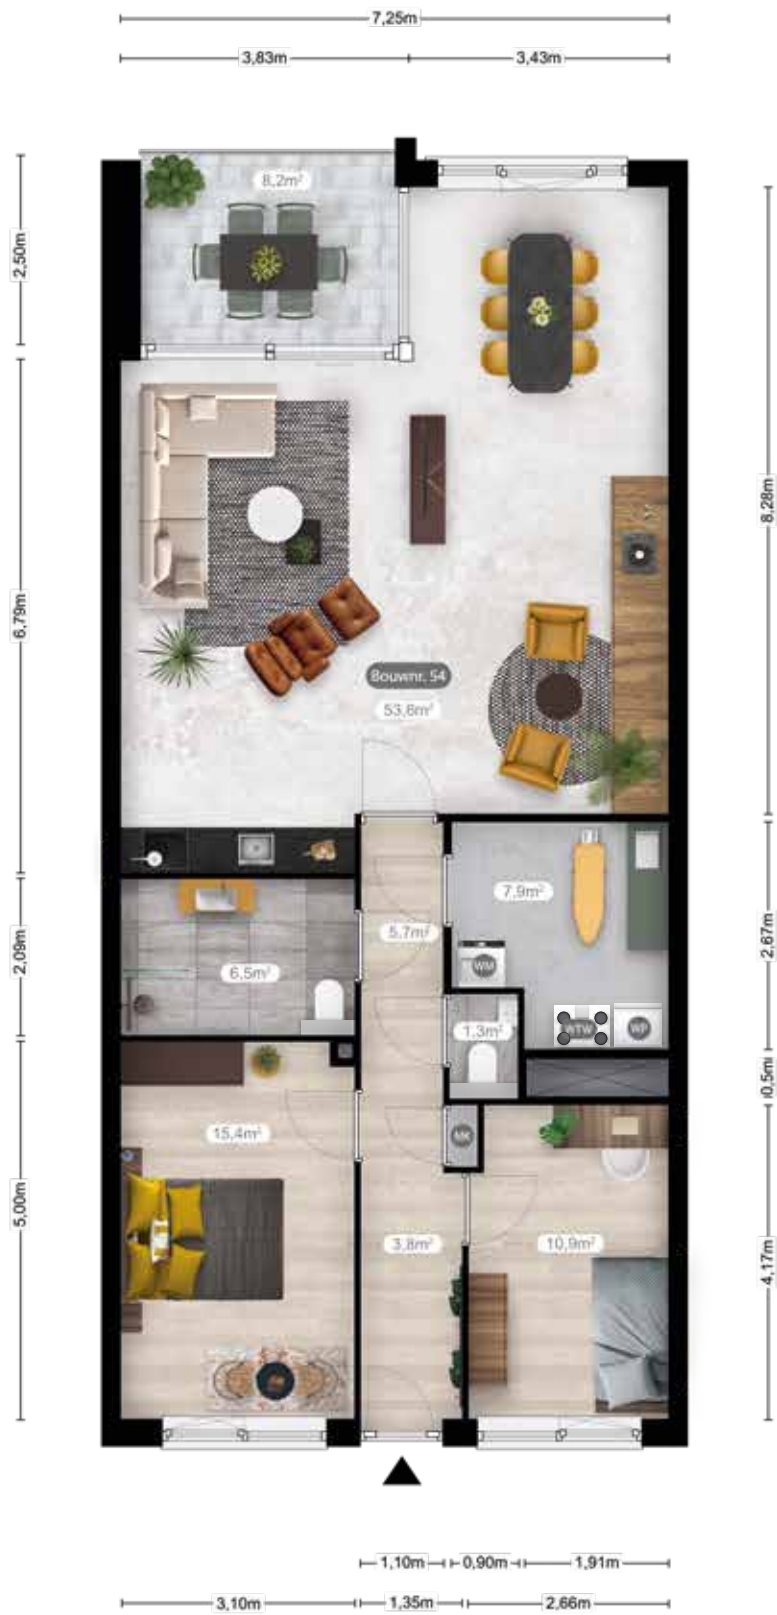 7,25m
3,83m
3,43m
8,2m²
2,50m
8,28m
6,79m
Bouwnr. 54
53,6m²
7,9m²
5,7m²
2,67m
2,09m
6,5m²
WM
1,3m²
WTW
WP
0,5m
15,4m²
MK
5,00m
3,8m²
10,9m²
4,17m
1,10m
0,90m
1,91m
3,10m
1,35m
2,66m